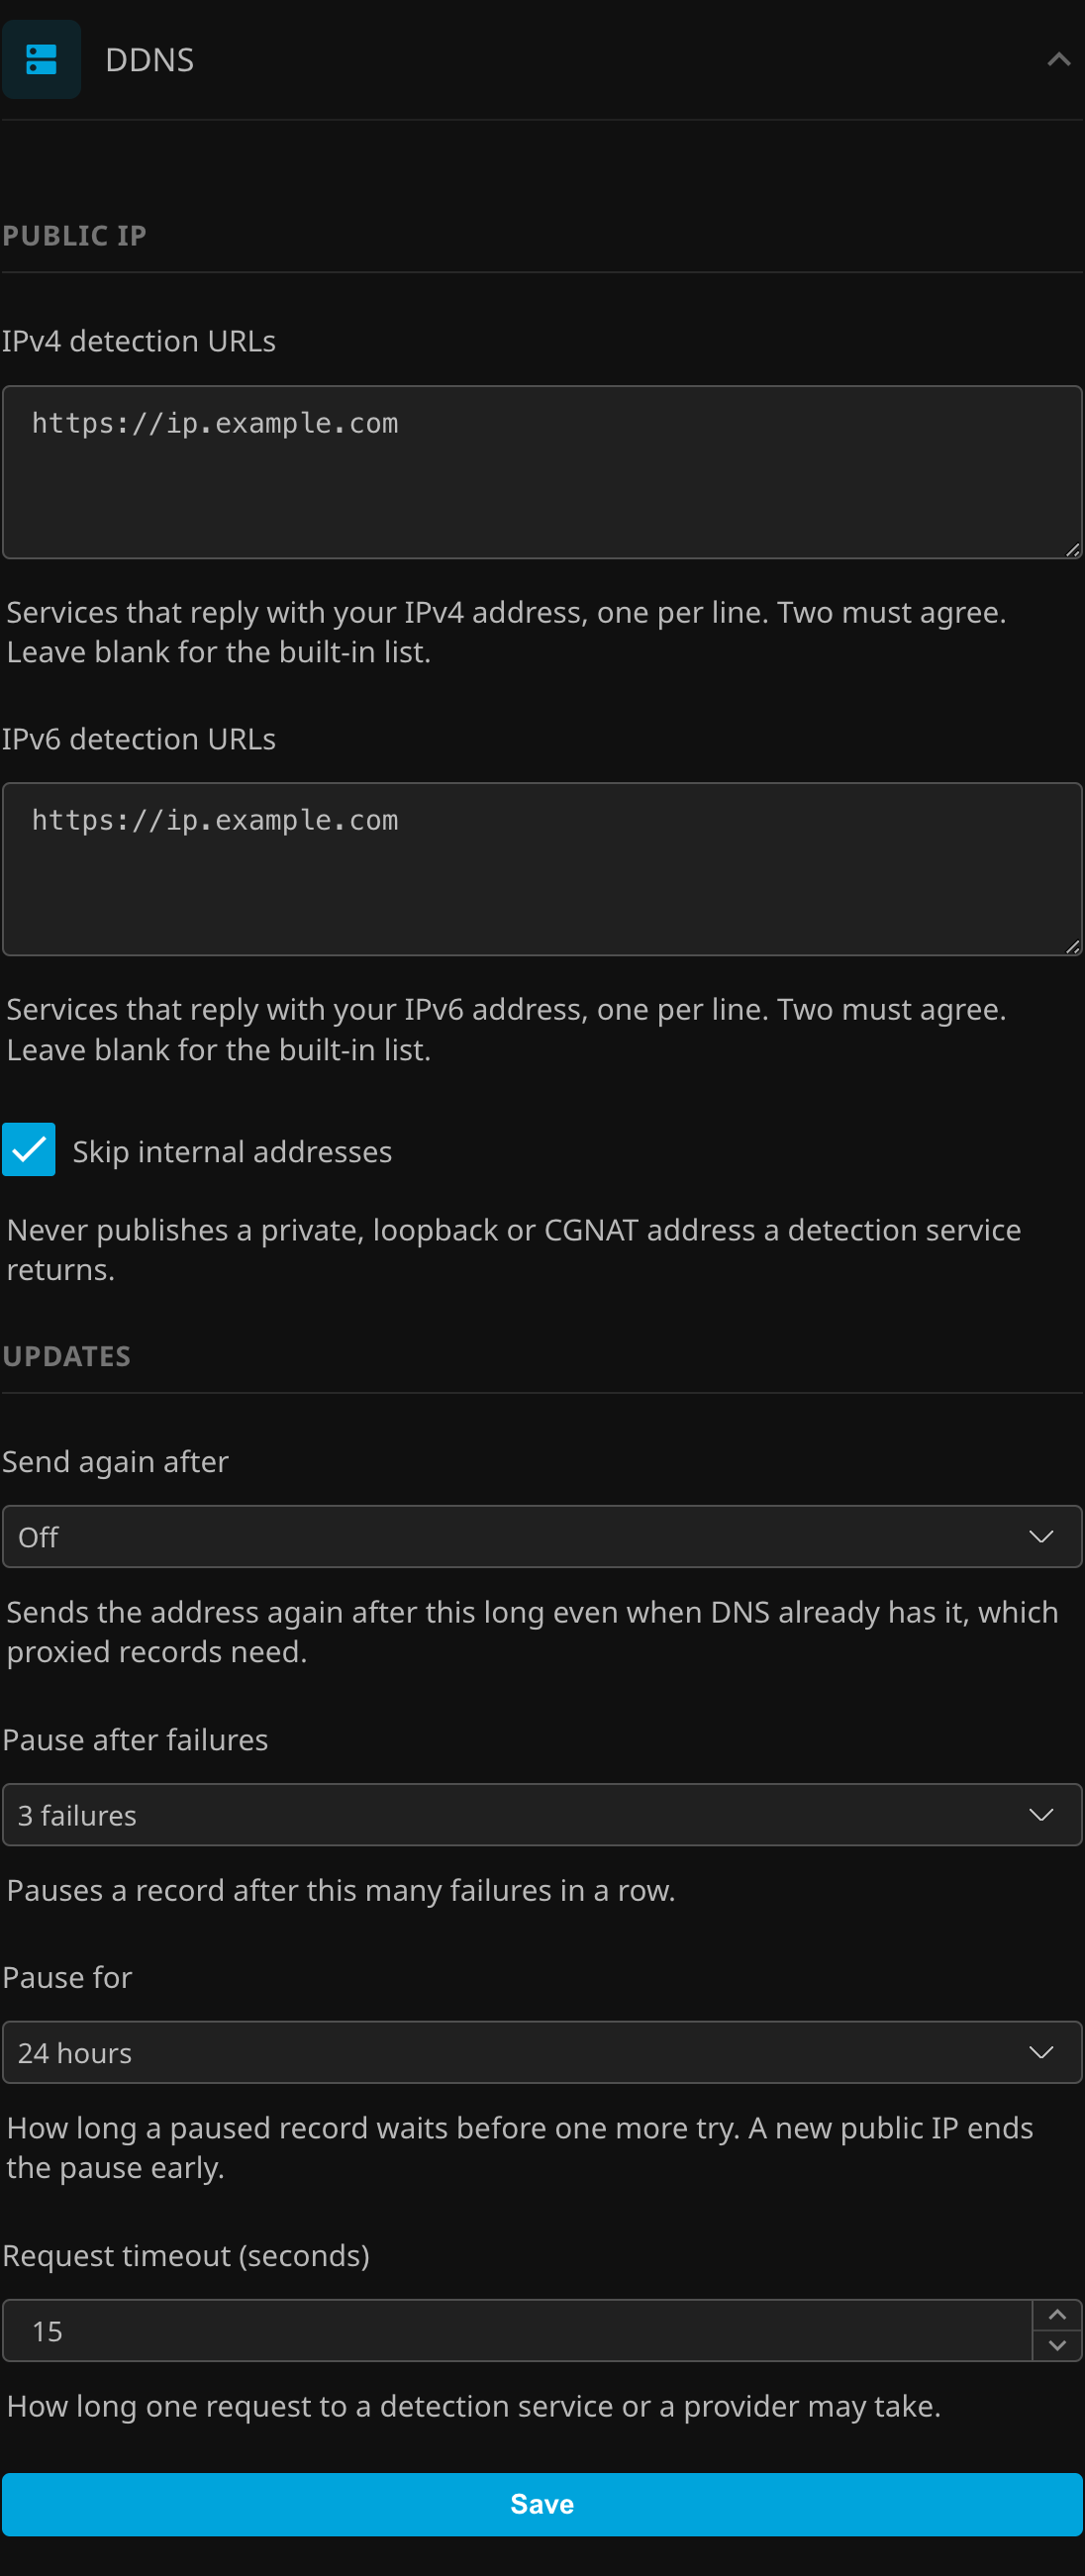 DDNS
PUBLIC IP
IPv4 detection URLs
https://ip.example.com
Services that reply with your IPv4 address, one per line. Two must agree.
Leave blank for the built-in list.
IPv6 detection URLs
https://ip.example.com
Services that reply with your IPv6 address, one per line. Two must agree.
Leave blank for the built-in list.
Skip internal addresses
Never publishes a private, loopback or CGNAT address a detection service
returns.
UPDATES
Send again after
Off
Sends the address again after this long even when DNS already has it, which
proxied records need.
Pause after failures
3 failures
Pauses a record after this many failures in a row.
Pause for
24 hours
How long a paused record waits before one more try. A new public IP ends
the pause early.
Request timeout (seconds)
15
How long one request to a detection service or a provider may take.
Save